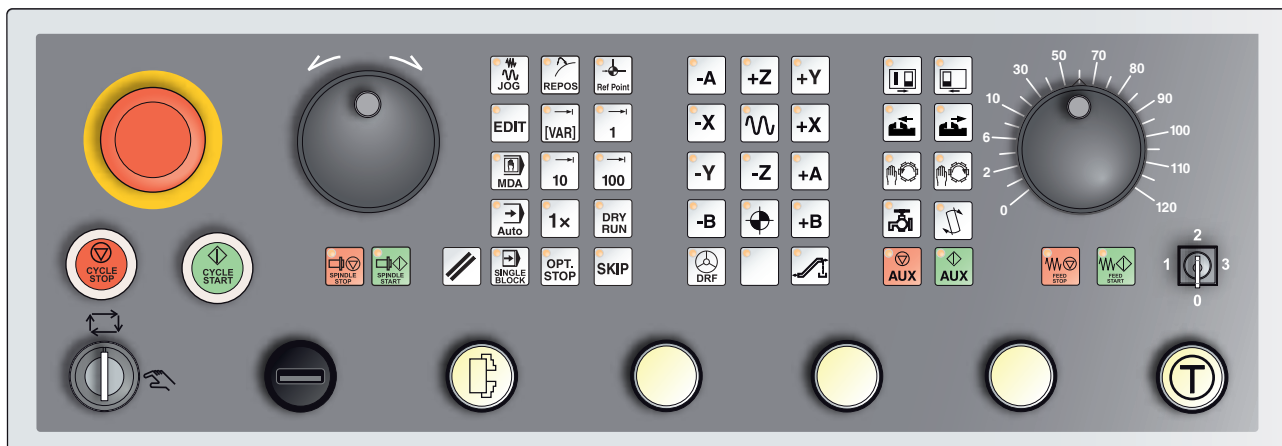 CYCLE STOP
CYCLE START
SPINDLE STOP
SPINDLE START
JOG
REPOS
Ref Point
EDIT
[VAR]
1
MDA
10
100
Auto
1×
DRY RUN
SINGLE BLOCK
OPT. STOP
SKIP
-A
+Z
+Y
-X
+X
-Y
-Z
+A
-B
+B
DRF
AUX
AUX
0
2
6
10
30
50
70
80
90
100
110
120
FEED STOP
FEED START
2
1
3
0
T